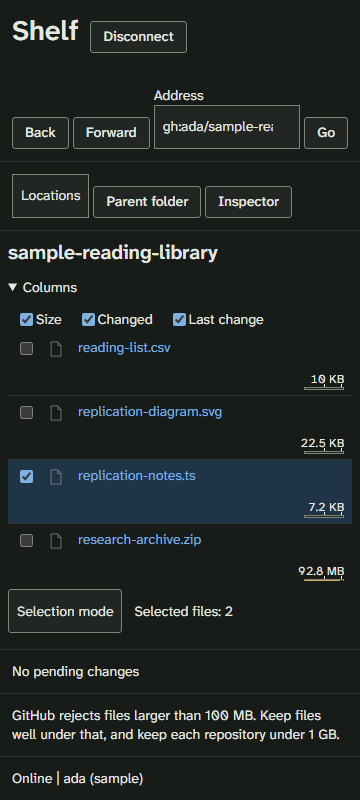 Shelf Disconnect
Address
Back Forward gh:ada/sample-rea Go
Locations Parent folder Inspector
sample-reading-library
▼ Columns
Size Changed Last change
reading-list.csv
10 KB
replication-diagram.svg
22.5 KB
replication-notes.ts
7.2 KB
research-archive.zip
92.8 MB
Selection mode Selected files: 2
No pending changes
GitHub rejects files larger than 100 MB. Keep files
well under that, and keep each repository under 1 GB.
Online | ada (sample)